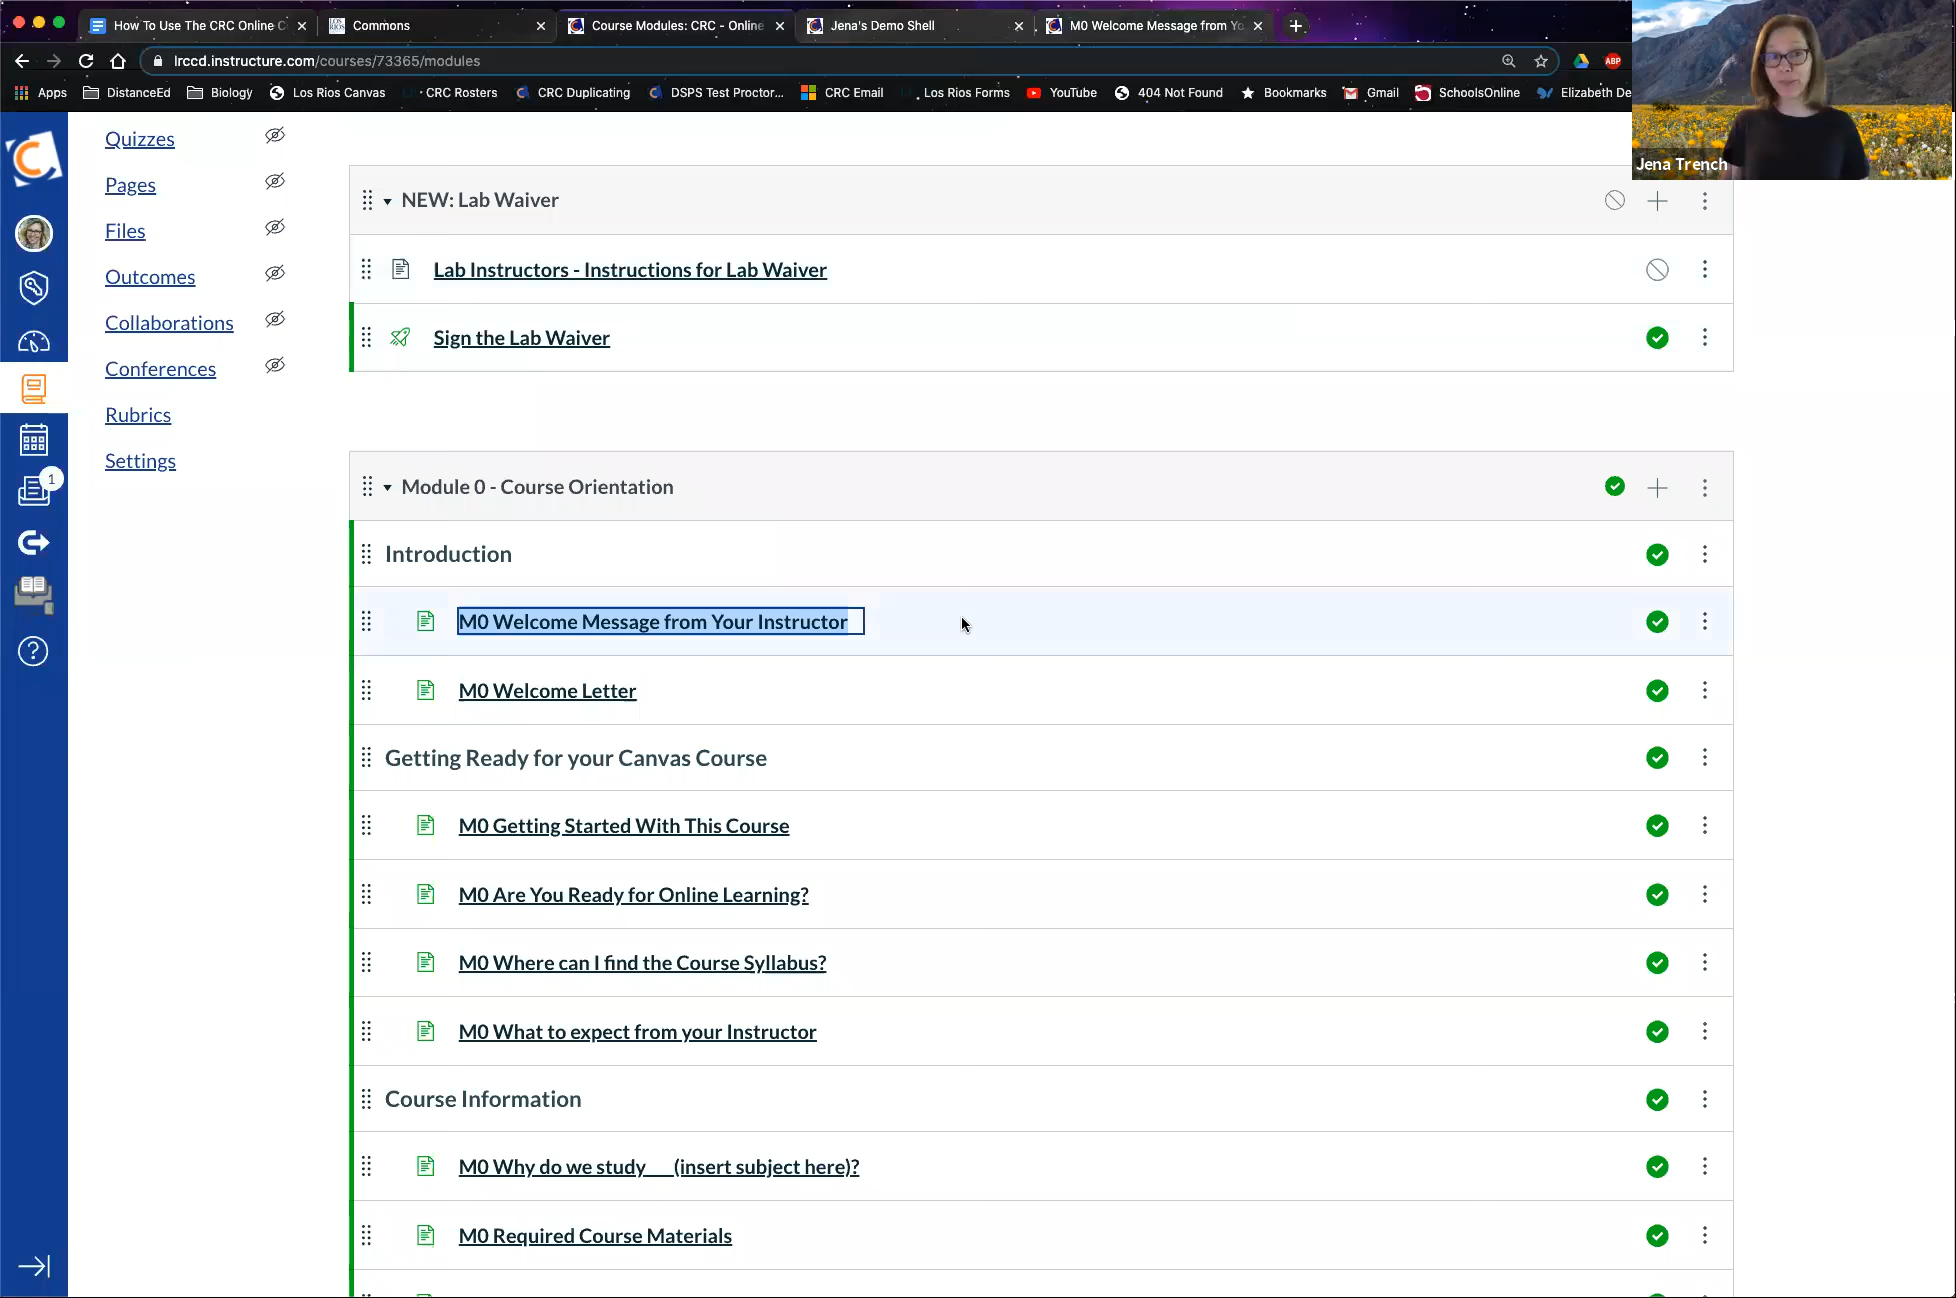 How To Use The CRC Online C
Commons
Course Modules: CRC - Online
Jena's Demo Shell
M0 Welcome Message from Yo
lrccd.instructure.com/courses/73365/modules
ABP
Apps
DistanceEd
Biology
Los Rios Canvas
CRC Rosters
CRC Duplicating
DSPS Test Proctor...
CRC Email
Los Rios Forms
YouTube
404 Not Found
Bookmarks
Gmail
SchoolsOnline
Elizabeth De
Jena Trench
Quizzes
Pages
Files
Outcomes
Collaborations
Conferences
Rubrics
Settings
1
NEW: Lab Waiver
Lab Instructors - Instructions for Lab Waiver
Sign the Lab Waiver
Module 0 - Course Orientation
Introduction
M0 Welcome Message from Your Instructor
M0 Welcome Letter
Getting Ready for your Canvas Course
M0 Getting Started With This Course
M0 Are You Ready for Online Learning?
M0 Where can I find the Course Syllabus?
M0 What to expect from your Instructor
Course Information
M0 Why do we study___(insert subject here)?
M0 Required Course Materials